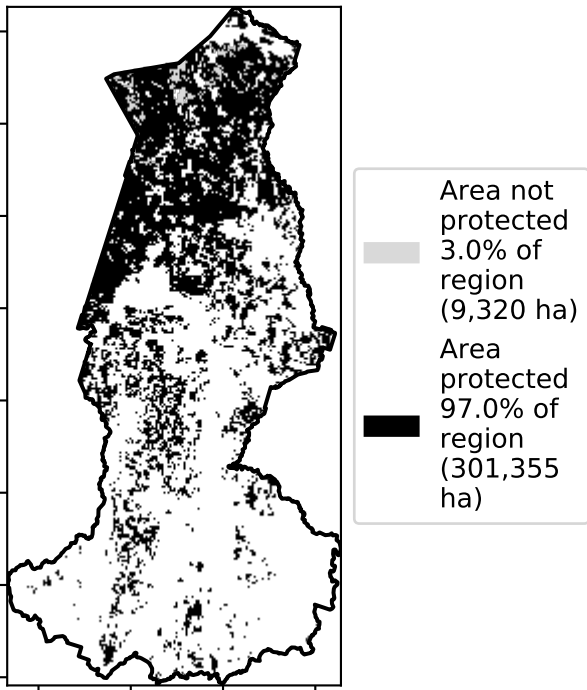 Area not
protected
3.0% of
region
(9,320 ha)
Area
protected
97.0% of
region
(301,355
ha)